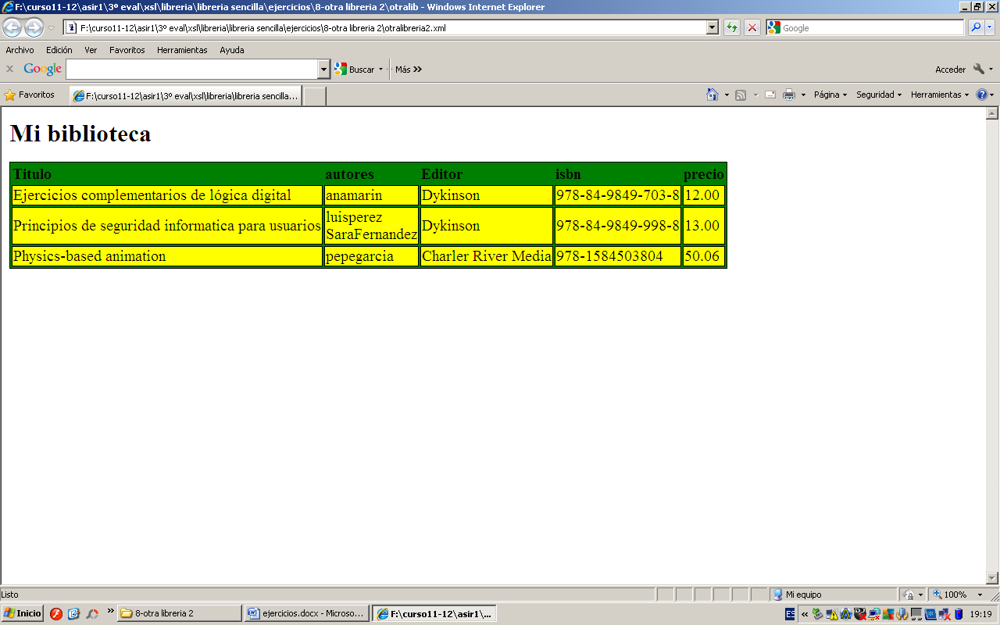 F:\curso11-12\asir1\3º eval\xsl\libreria\libreria sencilla\ejercicios\8-otra libreria 2\otralib - Windows Internet Explorer
F:\curso11-12\asir1\3º eval\xsl\libreria\libreria sencilla\ejercicios\8-otra libreria 2\otralibreria2.xml
Google
Archivo Edición Ver Favoritos Herramientas Ayuda
x Google Buscar Más »
Acceder
Favoritos F:\curso11-12\asir1\3º eval\xsl\libreria\libreria sencilla... Página Seguridad Herramientas
Mi biblioteca
Titulo autores Editor isbn precio
Ejercicios complementarios de lógica digital anamarin Dykinson 978-84-9849-703-8 12.00
Principios de seguridad informatica para usuarios luisperez SaraFernandez Dykinson 978-84-9849-998-8 13.00
Physics-based animation pepegarcia Charler River Media 978-1584503804 50.06
Listo Mi equipo 100%
Inicio » 8-otra libreria 2 ejercicios.docx - Microso... F:\curso11-12\asir1\... ES « 19:19